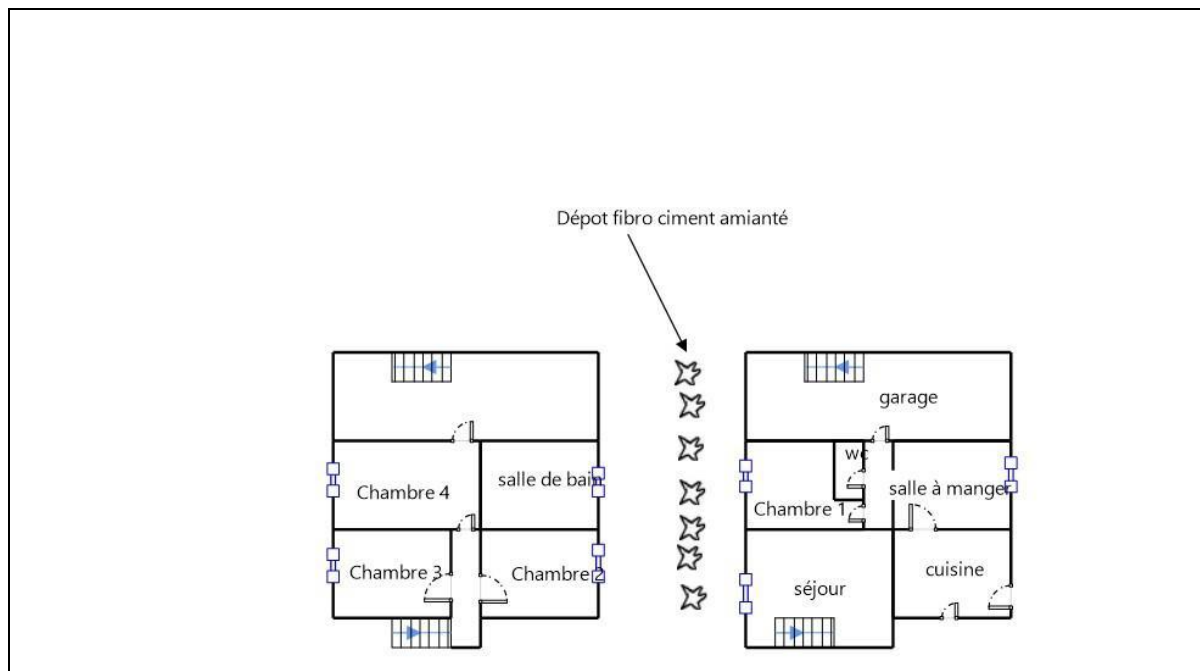 Dépot fibro ciment amianté
garage
wc
salle de bain
Chambre 4
salle à manger
Chambre 1
Chambre 3
Chambre 2
cuisine
séjour